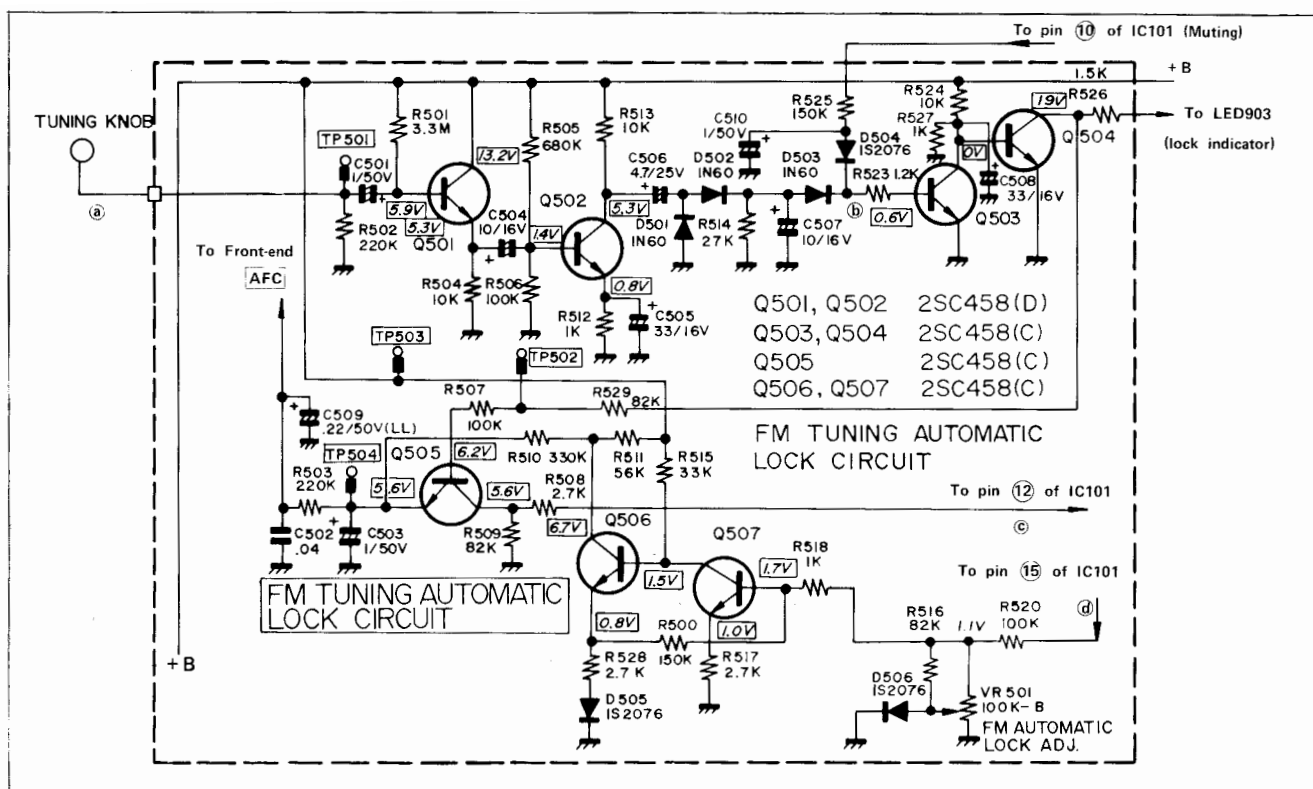 To pin ⑩ of IC101 (Muting)
+B
1.5K
R526
To LED903
(lock indicator)
TUNING KNOB
ⓐ
TP501
C501
1/50V
R501
3.3M
R502
220K
13.2V
5.9V
5.3V
Q501
R504
10K
C504
10/16V
R505
680K
R506
100K
1.4V
Q502
R513
10K
5.3V
0.8V
R512
1K
C505
33/16V
C506
4.7/25V
D501
1N60
D502
1N60
R514
27K
C510
1/50V
D503
1N60
C507
10/16V
R525
150K
D504
1S2076
ⓑ
R523 1.2K
0.6V
Q503
R524
10K
R527
1K
0V
C508
33/16V
19V
Q504
To Front-end
AFC
Q501, Q502 2SC458(D)
Q503, Q504 2SC458(C)
Q505 2SC458(C)
Q506, Q507 2SC458(C)
TP503
TP502
R507
100K
R529
82K
FM TUNING AUTOMATIC
LOCK CIRCUIT
C509
.22/50V(LL)
TP504
R503
220K
C502
.04
C503
1/50V
5.6V
Q505
6.2V
5.6V
R510 330K
R511
56K
R515
33K
R508
2.7K
R509
82K
6.7V
Q506
Q507
To pin ⑫ of IC101
ⓒ
1.5V
1.7V
R518
1K
To pin ⑮ of IC101
ⓓ
0.8V
R500
150K
1.0V
R517
2.7K
R528
2.7K
D505
1S2076
R516
82K
1.1V
R520
100K
D506
1S2076
VR501
100K-B
FM AUTOMATIC
LOCK ADJ.
FM TUNING AUTOMATIC
LOCK CIRCUIT
+B